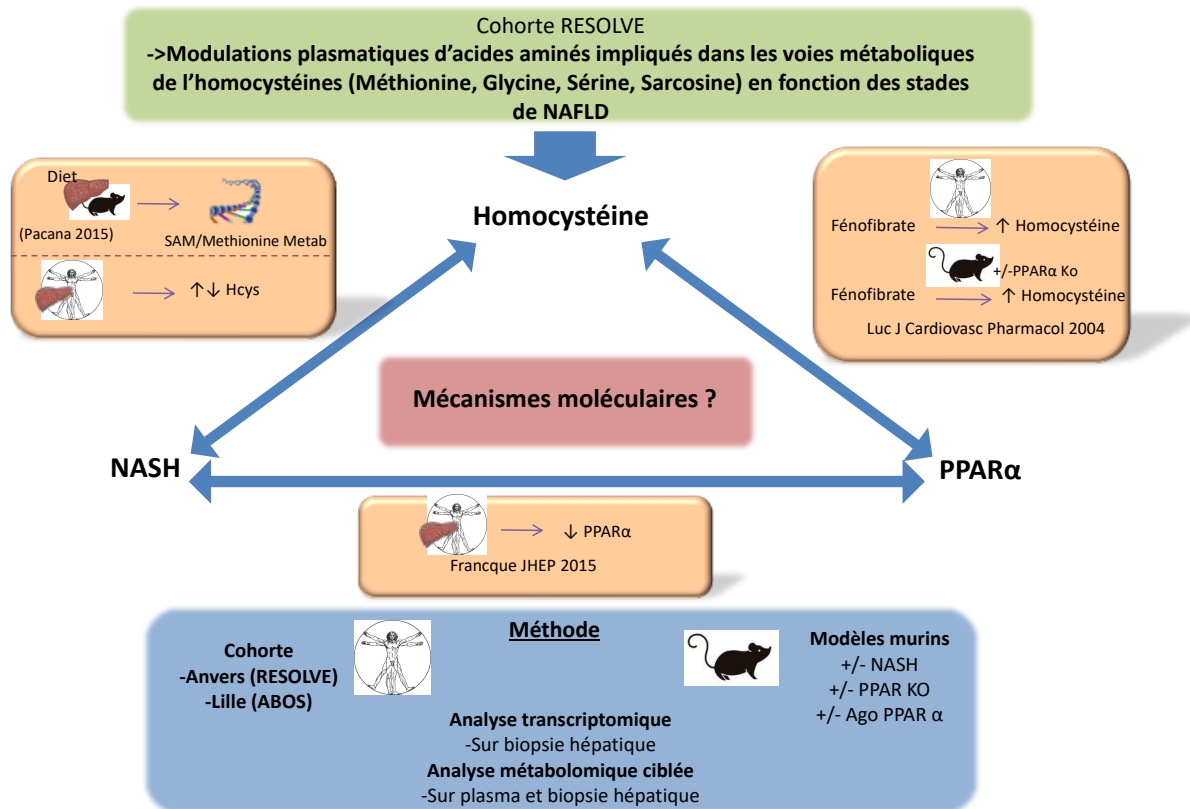 Cohorte RESOLVE
->Modulations plasmatiques d'acides aminés impliqués dans les voies métaboliques
de l'homocystéines (Méthionine, Glycine, Sérine, Sarcosine) en fonction des stades
de NAFLD
Diet
(Pacana 2015)
SAM/Methionine Metab
↑↓ Hcys
Homocystéine
Fénofibrate
↑ Homocystéine
+/-PPARα Ko
Fénofibrate
↑ Homocystéine
Luc J Cardiovasc Pharmacol 2004
Mécanismes moléculaires ?
NASH
PPARα
↓ PPARα
Francque JHEP 2015
Méthode
Cohorte
-Anvers (RESOLVE)
-Lille (ABOS)
Modèles murins
+/- NASH
+/- PPAR KO
+/- Ago PPAR α
Analyse transcriptomique
-Sur biopsie hépatique
Analyse métabolomique ciblée
-Sur plasma et biopsie hépatique